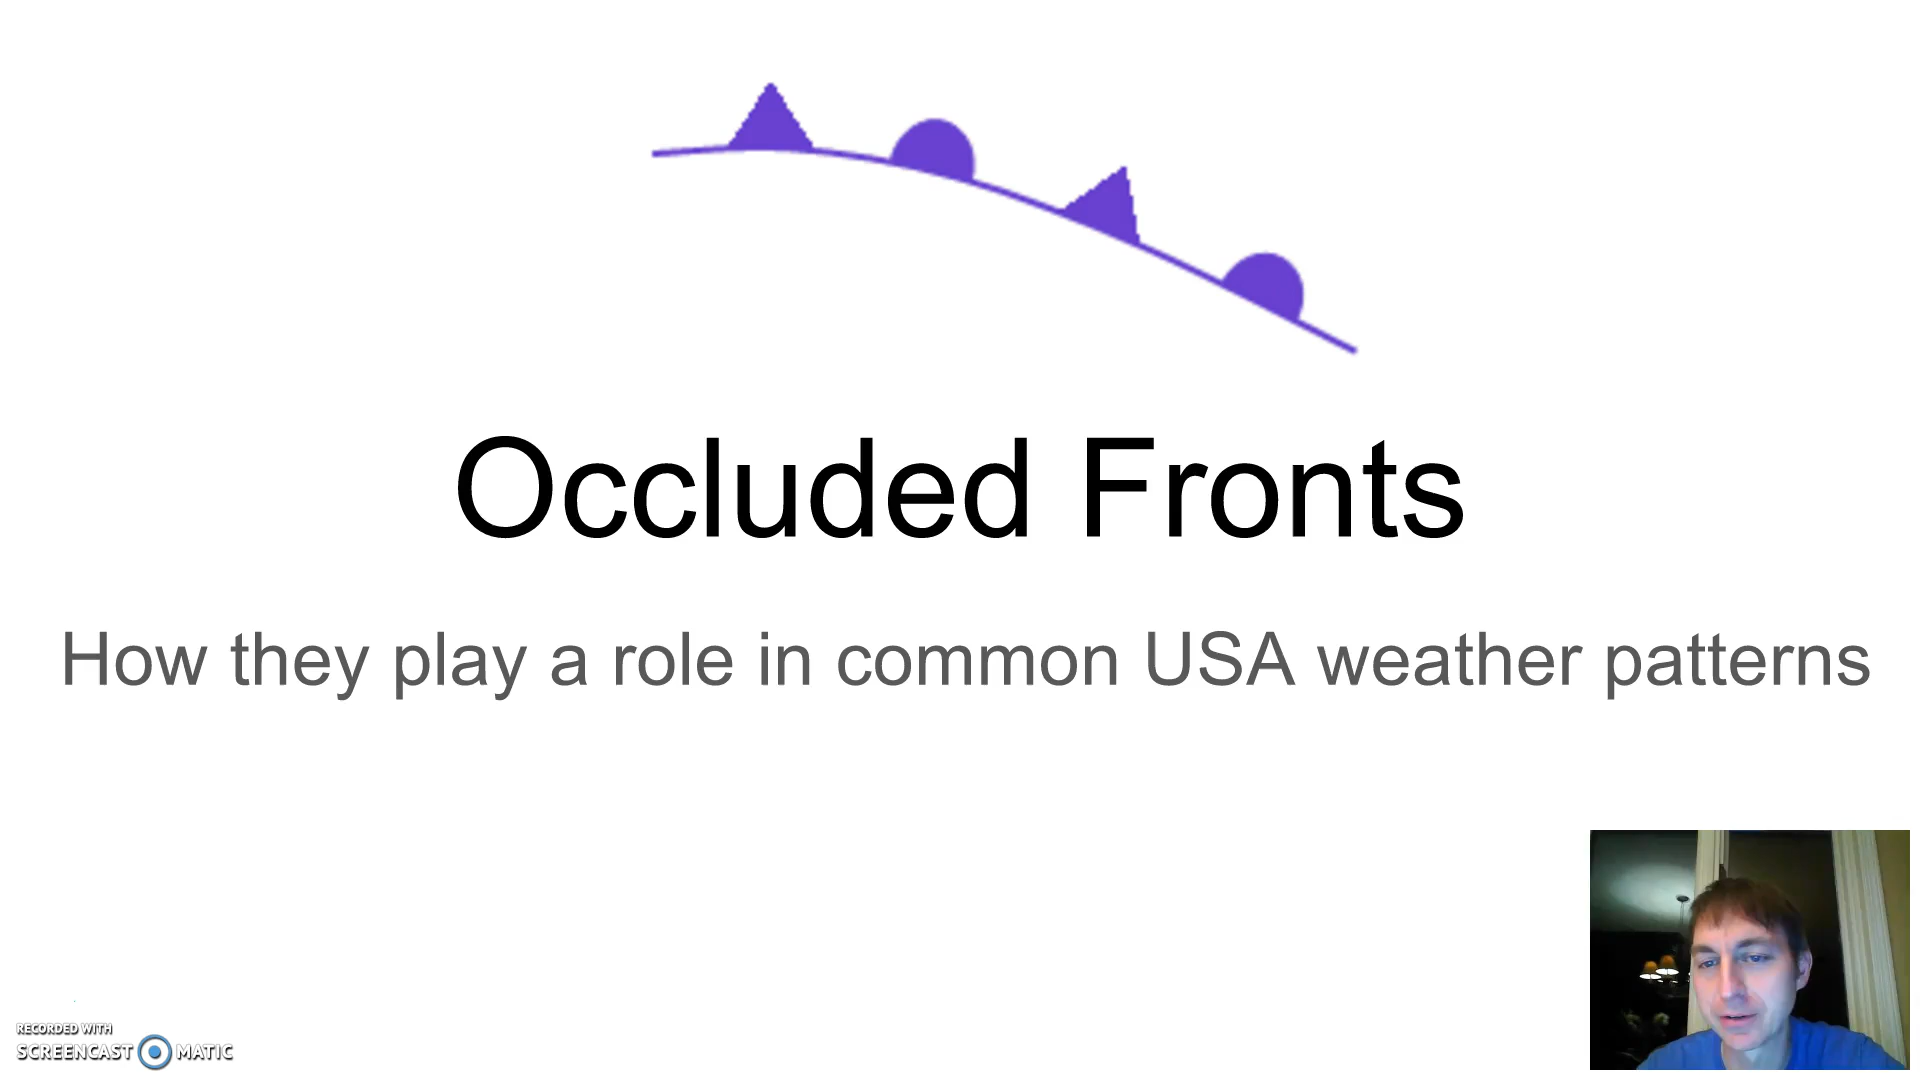 Occluded Fronts
How they play a role in common USA weather patterns
RECORDED WITH
SCREENCAST MATIC